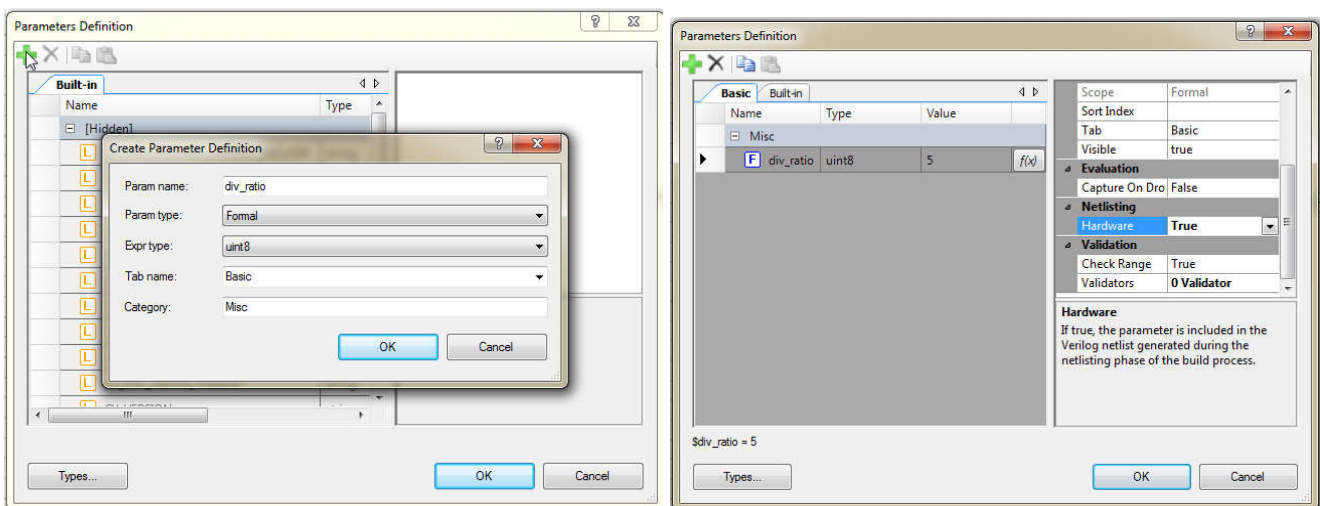 Parameters Definition
Built-in
Name Type
[Hidden]
Create Parameter Definition
Param name: div_ratio
Param type: Formal
Expr type: uint8
Tab name: Basic
Category: Misc
OK Cancel
Types...
OK Cancel
Parameters Definition
Basic Built-in
Name Type Value
Misc
F div_ratio uint8 5 f(x)
$div_ratio = 5
Types...
Scope Formal
Sort Index
Tab Basic
Visible true
Evaluation
Capture On Dro False
Netlisting
Hardware True
Validation
Check Range True
Validators 0 Validator
Hardware
If true, the parameter is included in the
Verilog netlist generated during the
netlisting phase of the build process.
OK Cancel